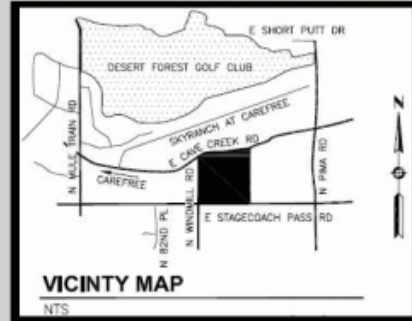 E SHORT PUTT DR
DESERT FOREST GOLF CLUB
SKYRANCH AT CAREFREE
E CAVE CREEK RD
N MULE TRAIN RD
CAREFREE
N WINDMILL RD
N PIMA RD
N 82ND PL
E STAGECOACH PASS RD
N
VICINTY MAP
NTS